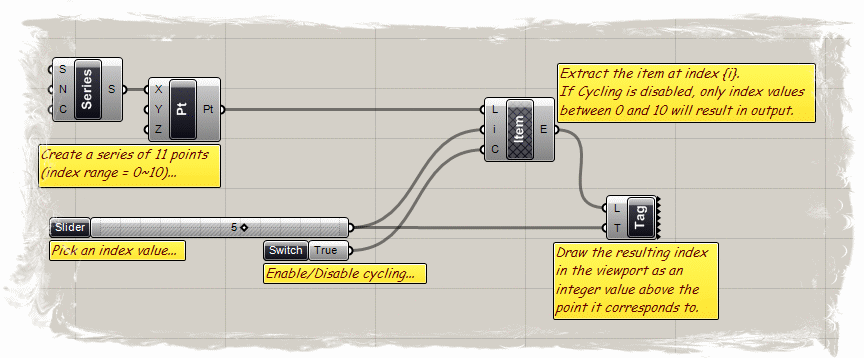 S
N
C
Series
S
X
Y
Z
Pt
Pt
Create a series of 11 points
(index range = 0~10)...
L
i
C
Item
E
Extract the item at index {i}.
If Cycling is disabled, only index values
between 0 and 10 will result in output.
Slider
5
Pick an index value...
Switch
True
Enable/Disable cycling...
L
T
Tag
Draw the resulting index
in the viewport as an
integer value above the
point it corresponds to.